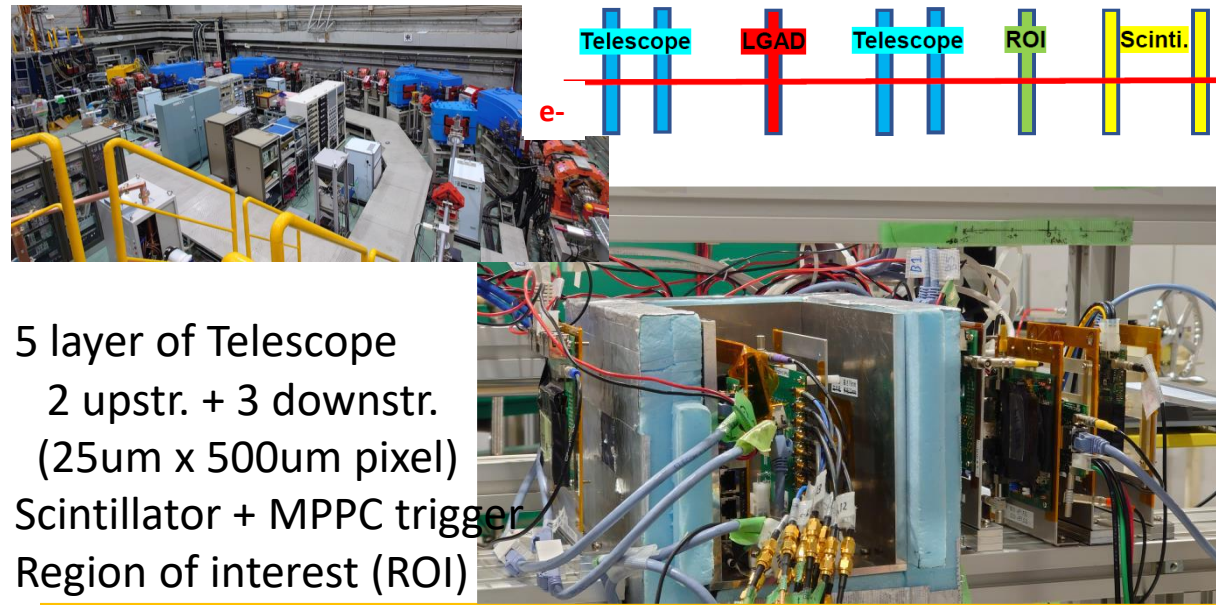 Telescope
LGAD
Telescope
ROI
Scinti.
e-
5 layer of Telescope
2 upstr. + 3 downstr.
(25um x 500um pixel)
Scintillator + MPPC trigger
Region of interest (ROI)
B1